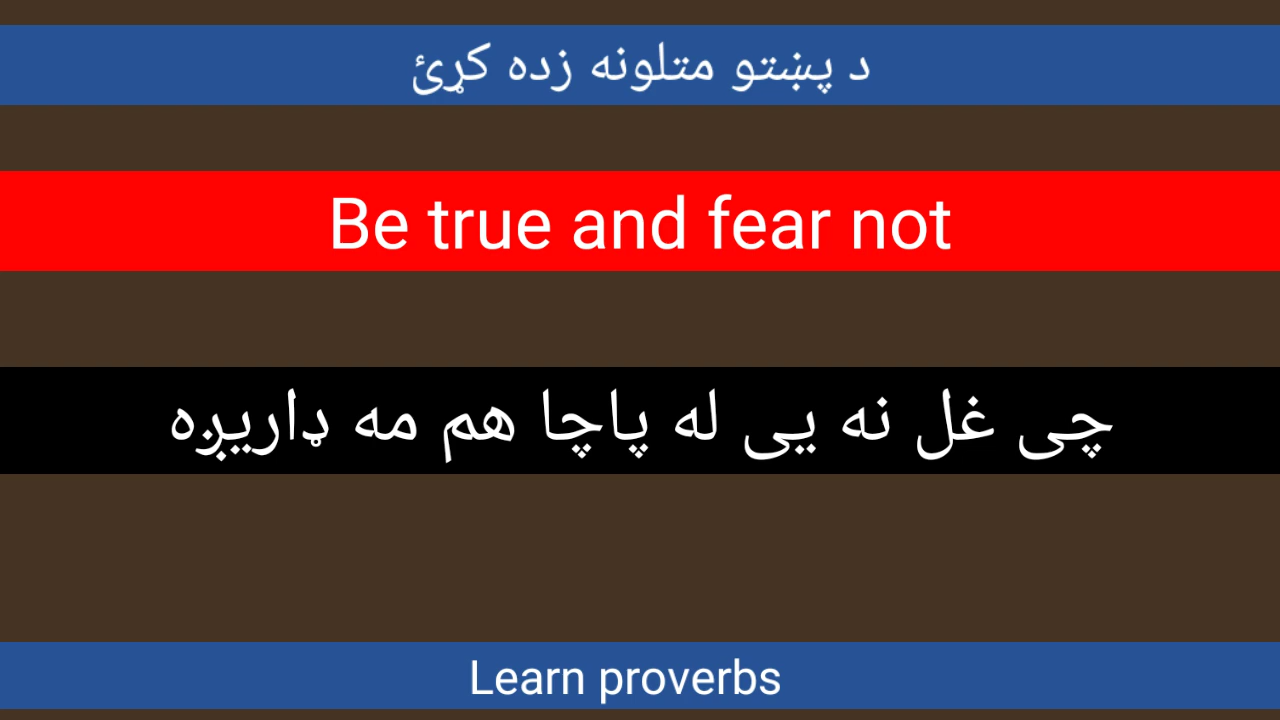 د پښتو متلونه زده کړئ
Be true and fear not
چی غل نه یی له پاچا هم مه ډاریږه
Learn proverbs